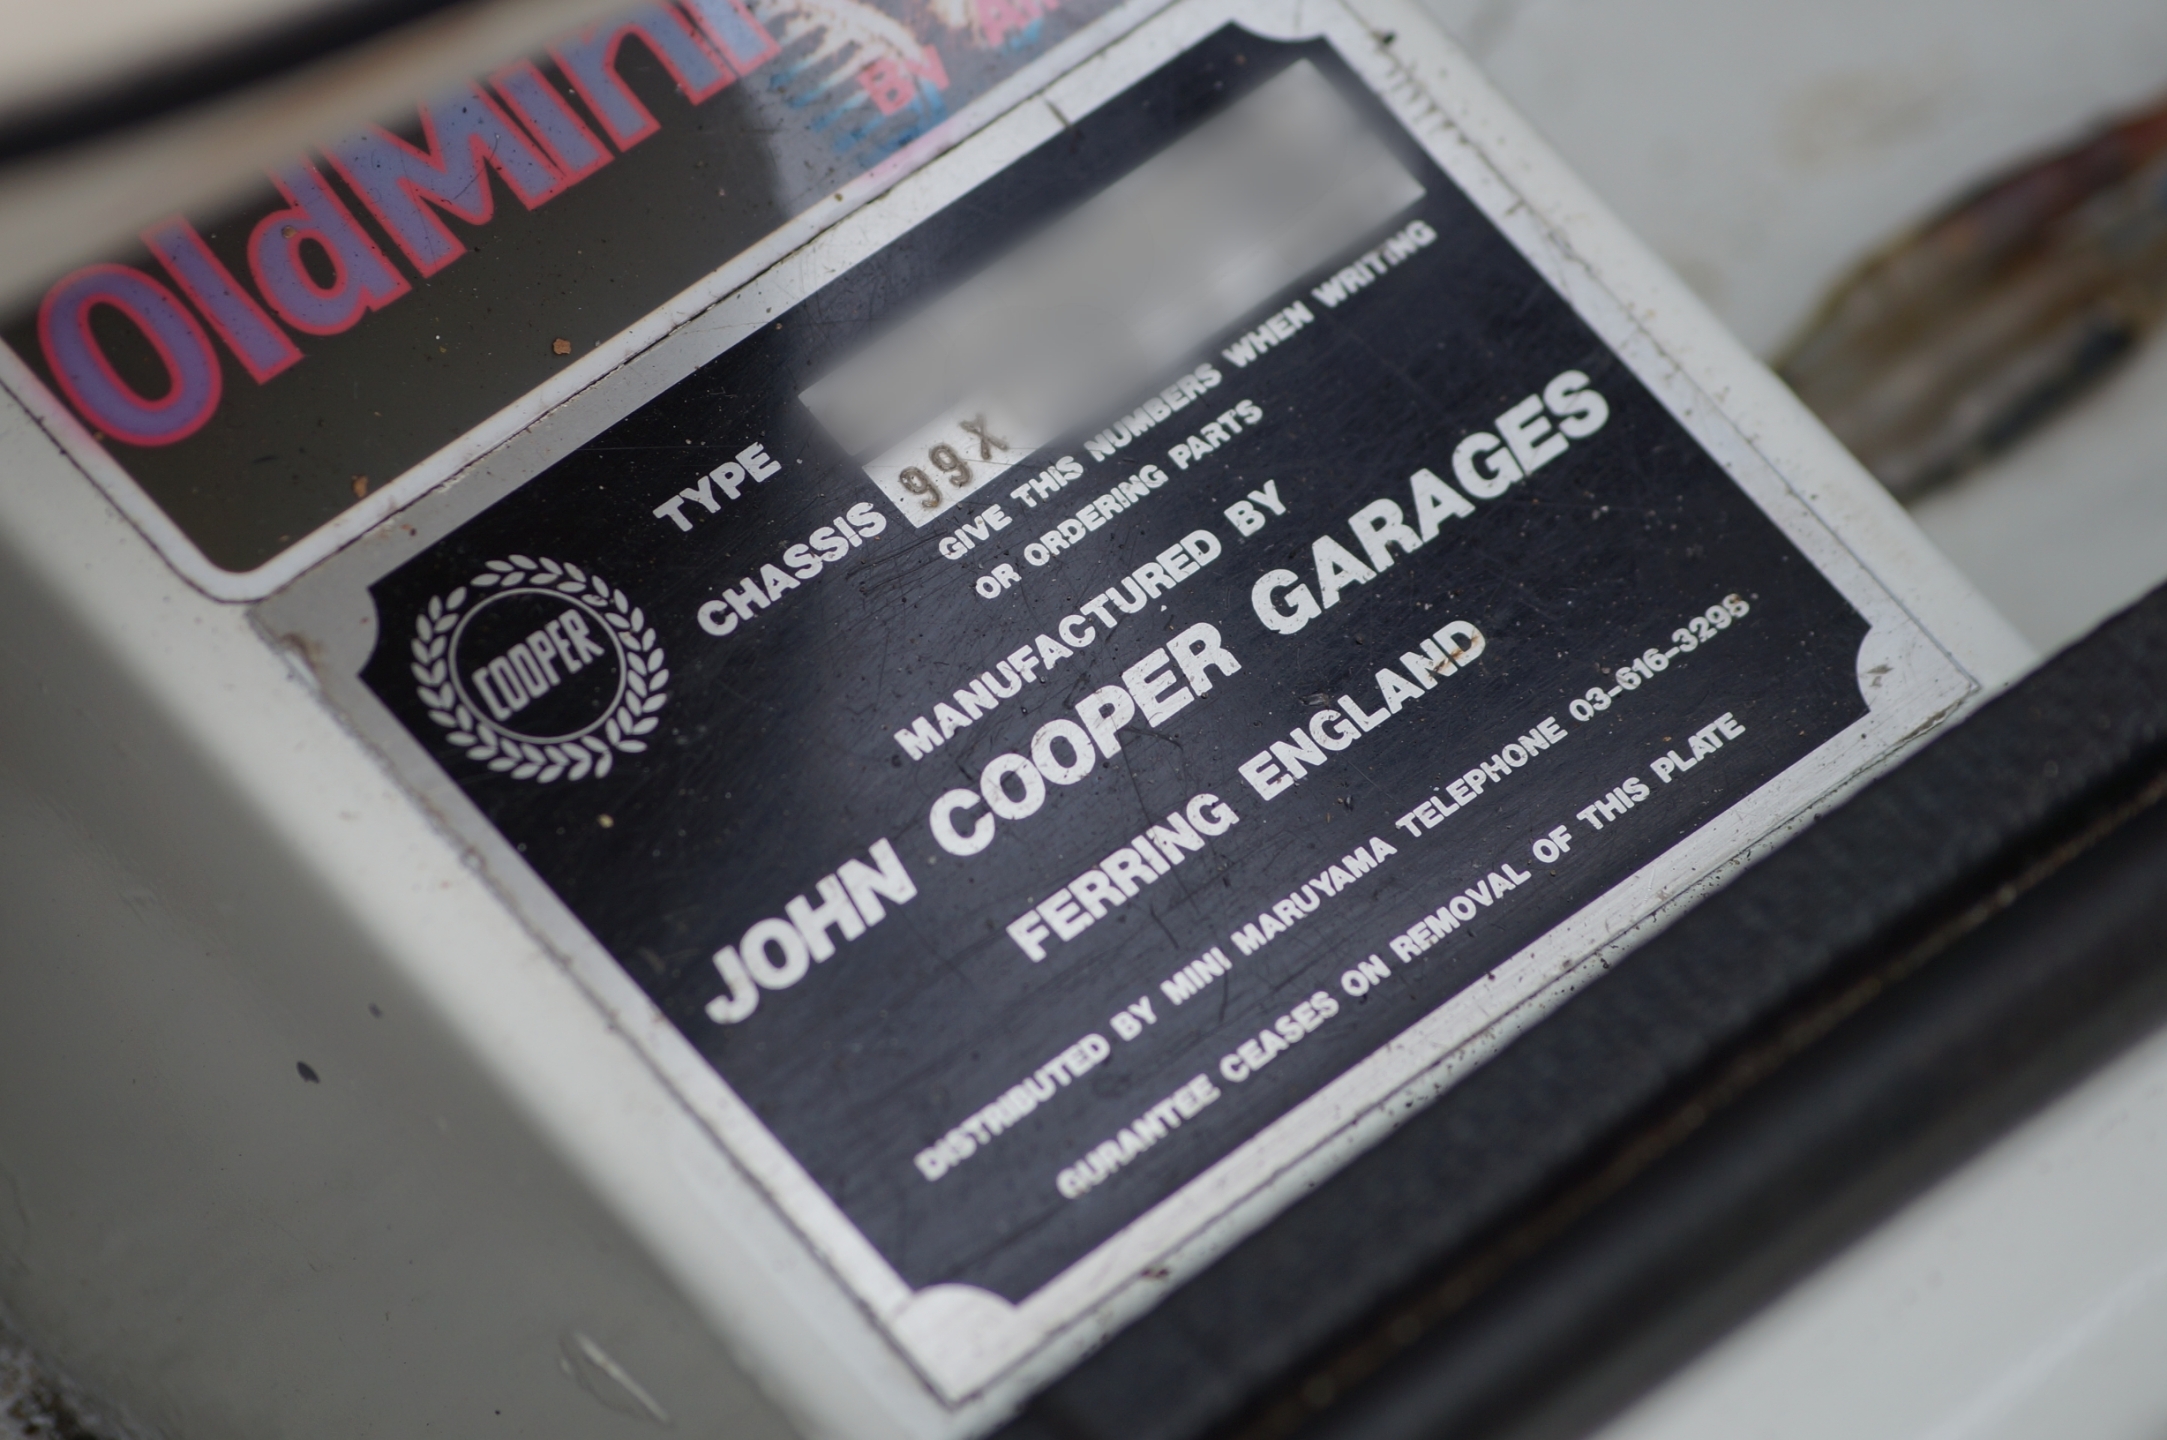 OldMini
BY
COOPER
TYPE
CHASSIS 99X
GIVE THIS NUMBERS WHEN WRITING
OR ORDERING PARTS
MANUFACTURED BY
JOHN COOPER GARAGES
FERRING ENGLAND
DISTRIBUTED BY MINI MARUYAMA TELEPHONE 03-616-3296
GURANTEE CEASES ON REMOVAL OF THIS PLATE